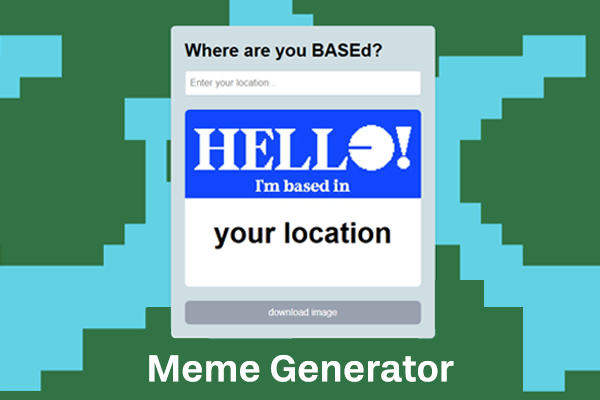 Where are you BASEd?
Enter your location...
HELLO!
I'm based in
your location
download image
Meme Generator